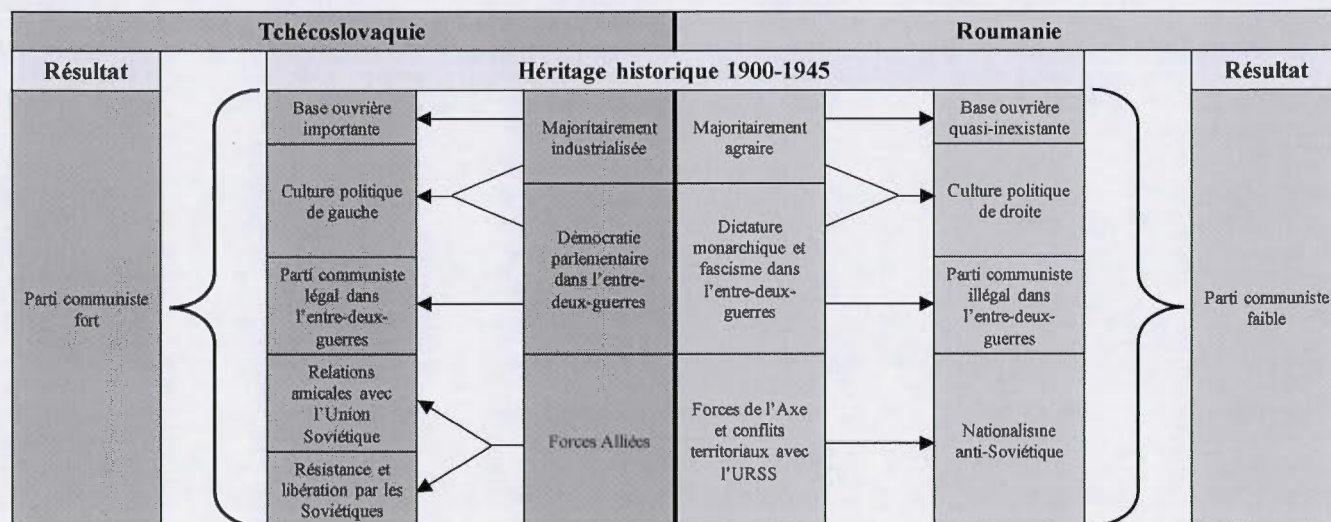 Tchécoslovaquie
Roumanie
Résultat
Héritage historique 1900-1945
Résultat
Parti communiste
fort
Base ouvrière
importante
Culture politique
de gauche
Parti communiste
légal dans
l'entre-deux-
guerres
Relations
amicales avec
l'Union
Soviétique
Résistance et
libération par les
Soviétiques
Majoritairement
industrialisée
Démocratie
parlementaire
dans l'entre-
deux-guerres
Forces Alliées
Majoritairement
agraire
Dictature
monarchique et
fascisme dans
l'entre-deux-
guerres
Forces de l'Axe
et conflits
territoriaux avec
l'URSS
Base ouvrière
quasi-inexistante
Culture politique
de droite
Parti communiste
illégal dans
l'entre-deux-
guerres
Nationalisme
anti-Soviétique
Parti communiste
faible